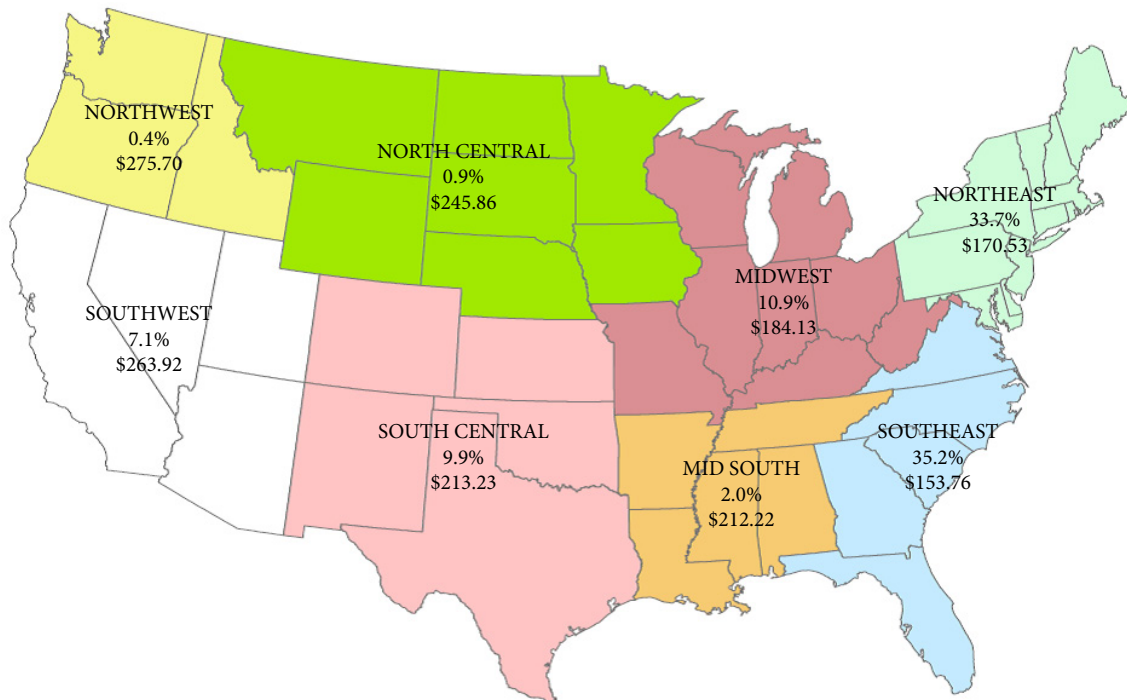 NORTHWEST
0.4%
$275.70
NORTH CENTRAL
0.9%
$245.86
NORTHEAST
33.7%
$170.53
MIDWEST
10.9%
$184.13
SOUTHWEST
7.1%
$263.92
SOUTH CENTRAL
9.9%
$213.23
MID SOUTH
2.0%
$212.22
SOUTHEAST
35.2%
$153.76